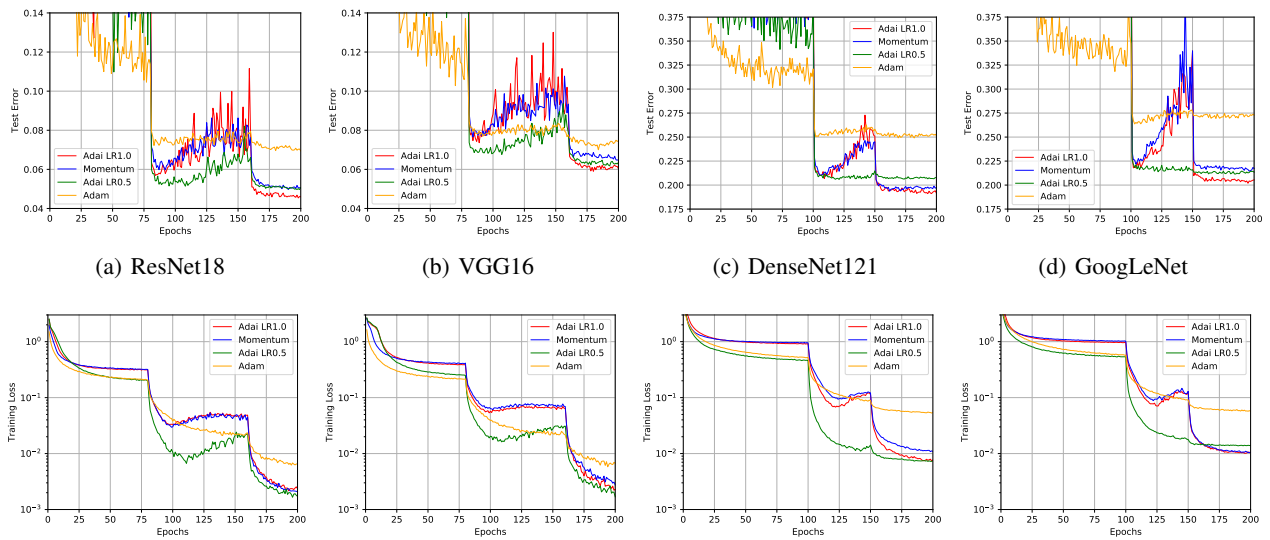 0.14
0.12
0.10
0.08
0.06
0.04
Test Error
Adai LR1.0
Momentum
Adai LR0.5
Adam
0 25 50 75 100 125 150 175 200
Epochs
(a) ResNet18
0.14
0.12
0.10
0.08
0.06
0.04
Test Error
Adai LR1.0
Momentum
Adai LR0.5
Adam
0 25 50 75 100 125 150 175 200
Epochs
(b) VGG16
0.375
0.350
0.325
0.300
0.275
0.250
0.225
0.200
0.175
Test Error
Adai LR1.0
Momentum
Adai LR0.5
Adam
0 25 50 75 100 125 150 175 200
Epochs
(c) DenseNet121
0.375
0.350
0.325
0.300
0.275
0.250
0.225
0.200
0.175
Test Error
Adai LR1.0
Momentum
Adai LR0.5
Adam
0 25 50 75 100 125 150 175 200
Epochs
(d) GoogLeNet
10⁰
10⁻¹
10⁻²
10⁻³
Training Loss
Adai LR1.0
Momentum
Adai LR0.5
Adam
0 25 50 75 100 125 150 175 200
Epochs
10⁰
10⁻¹
10⁻²
10⁻³
Training Loss
Adai LR1.0
Momentum
Adai LR0.5
Adam
0 25 50 75 100 125 150 175 200
Epochs
10⁰
10⁻¹
10⁻²
10⁻³
Training Loss
Adai LR1.0
Momentum
Adai LR0.5
Adam
0 25 50 75 100 125 150 175 200
Epochs
10⁰
10⁻¹
10⁻²
10⁻³
Training Loss
Adai LR1.0
Momentum
Adai LR0.5
Adam
0 25 50 75 100 125 150 175 200
Epochs